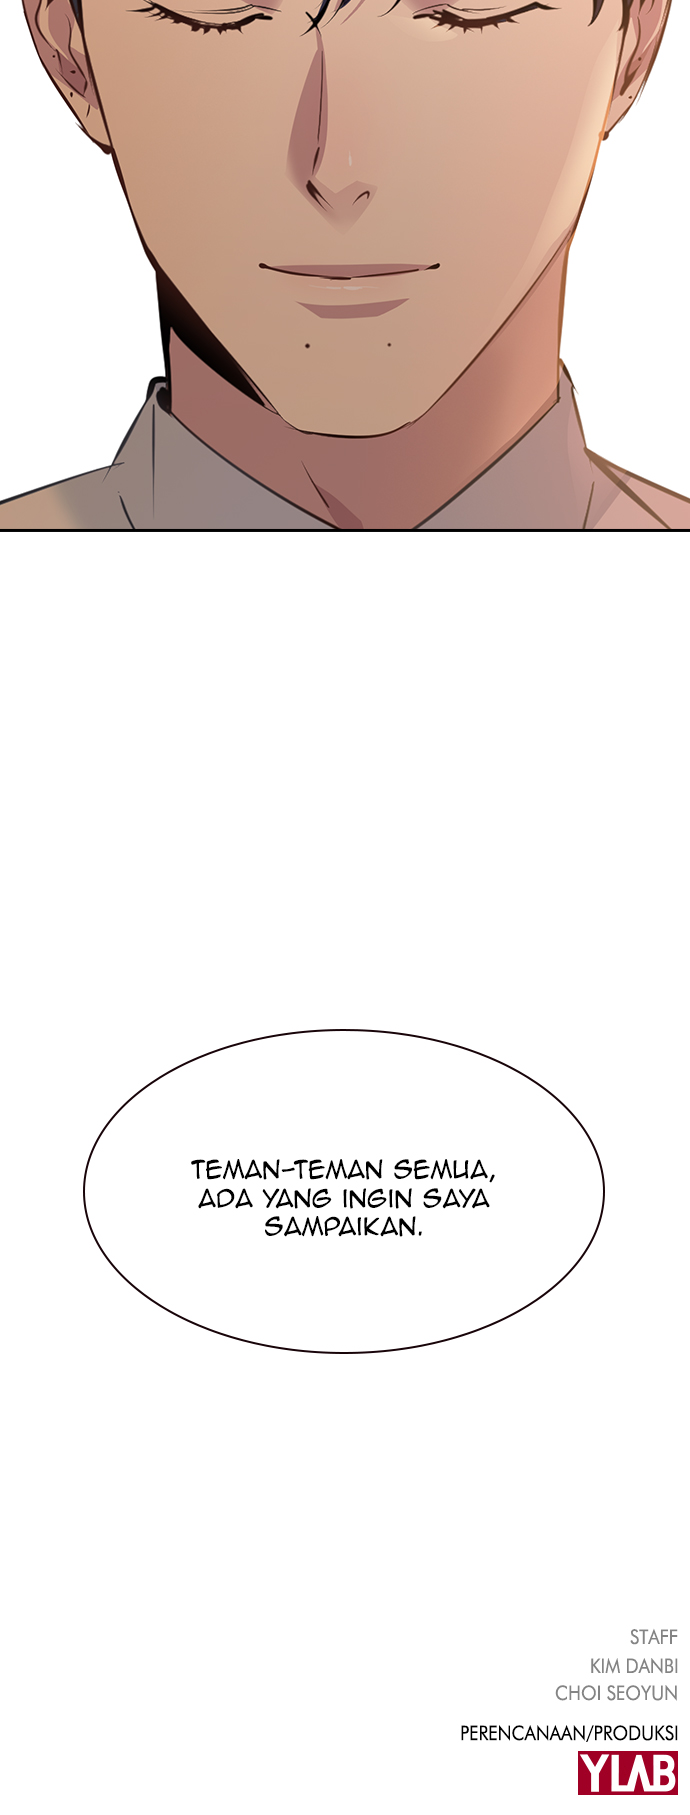 TEMAN-TEMAN SEMUA,
ADA YANG INGIN SAYA
SAMPAIKAN.
STAFF
KIM DANBI
CHOI SEOYUN
PERENCANAAN/PRODUKSI
YLAB